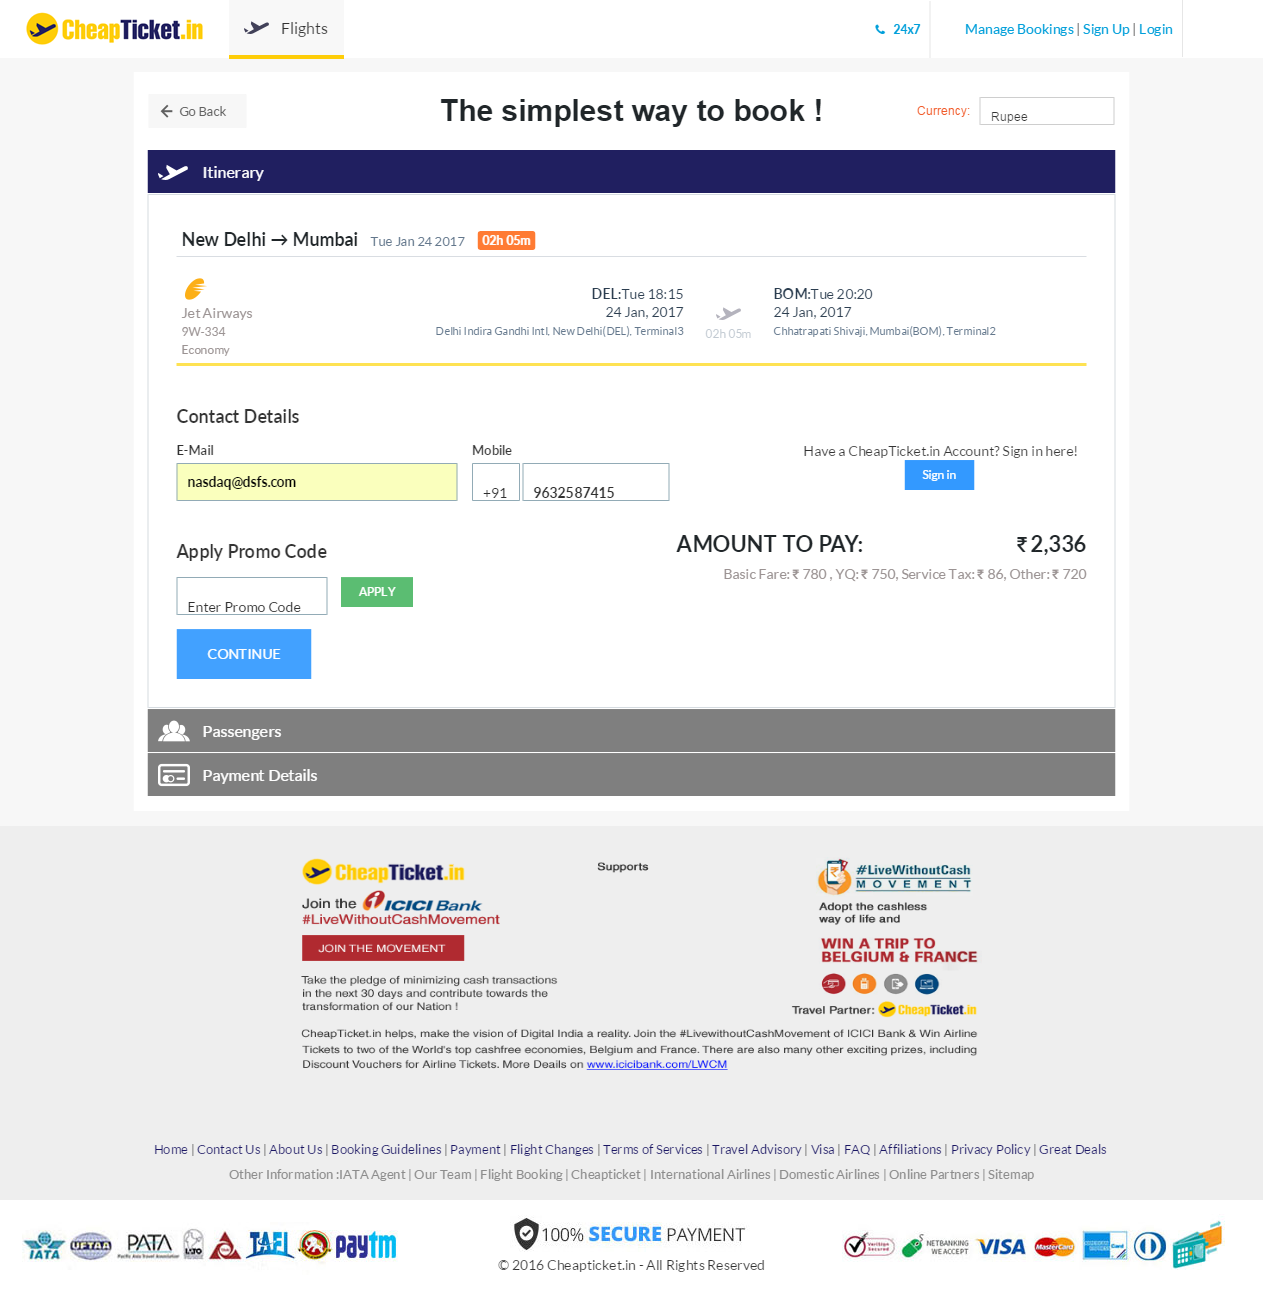 CheapTicket.in
Flights
24x7
Manage Bookings | Sign Up | Login
Go Back
The simplest way to book !
Currency:
Rupee
Itinerary
New Delhi → Mumbai Tue Jan 24 2017 02h 05m
Jet Airways
9W-334
Economy
DEL:Tue 18:15
24 Jan, 2017
Delhi Indira Gandhi Intl, New Delhi(DEL), Terminal3
02h 05m
BOM:Tue 20:20
24 Jan, 2017
Chhatrapati Shivaji, Mumbai(BOM), Terminal2
Contact Details
E-Mail
nasdaq@dsfs.com
Mobile
+91
9632587415
Have a CheapTicket.in Account? Sign in here!
Sign in
Apply Promo Code
Enter Promo Code
APPLY
AMOUNT TO PAY: ₹ 2,336
Basic Fare: ₹ 780 , YQ: ₹ 750, Service Tax: ₹ 86, Other: ₹ 720
CONTINUE
Passengers
Payment Details
CheapTicket.in
Join the ICICI Bank
#LiveWithoutCashMovement
JOIN THE MOVEMENT
Take the pledge of minimizing cash transactions
in the next 30 days and contribute towards the
transformation of our Nation !
Supports
#LiveWithoutCash
MOVEMENT
Adopt the cashless
way of life and
WIN A TRIP TO
BELGIUM & FRANCE
Travel Partner: CheapTicket.in
CheapTicket.in helps, make the vision of Digital India a reality. Join the #LivewithoutCashMovement of ICICI Bank & Win Airline
Tickets to two of the World's top cashfree economies, Belgium and France. There are also many other exciting prizes, including
Discount Vouchers for Airline Tickets. More Deails on www.icicibank.com/LWCM
Home | Contact Us | About Us | Booking Guidelines | Payment | Flight Changes | Terms of Services | Travel Advisory | Visa | FAQ | Affiliations | Privacy Policy | Great Deals
Other Information :IATA Agent | Our Team | Flight Booking | Cheapticket | International Airlines | Domestic Airlines | Online Partners | Sitemap
IATA
UFTAA
PATA
Pacific Asia Travel Association
paytm
100% SECURE PAYMENT
© 2016 Cheapticket.in - All Rights Reserved
VeriSign
Secured
NETBANKING
WE ACCEPT
VISA
MasterCard